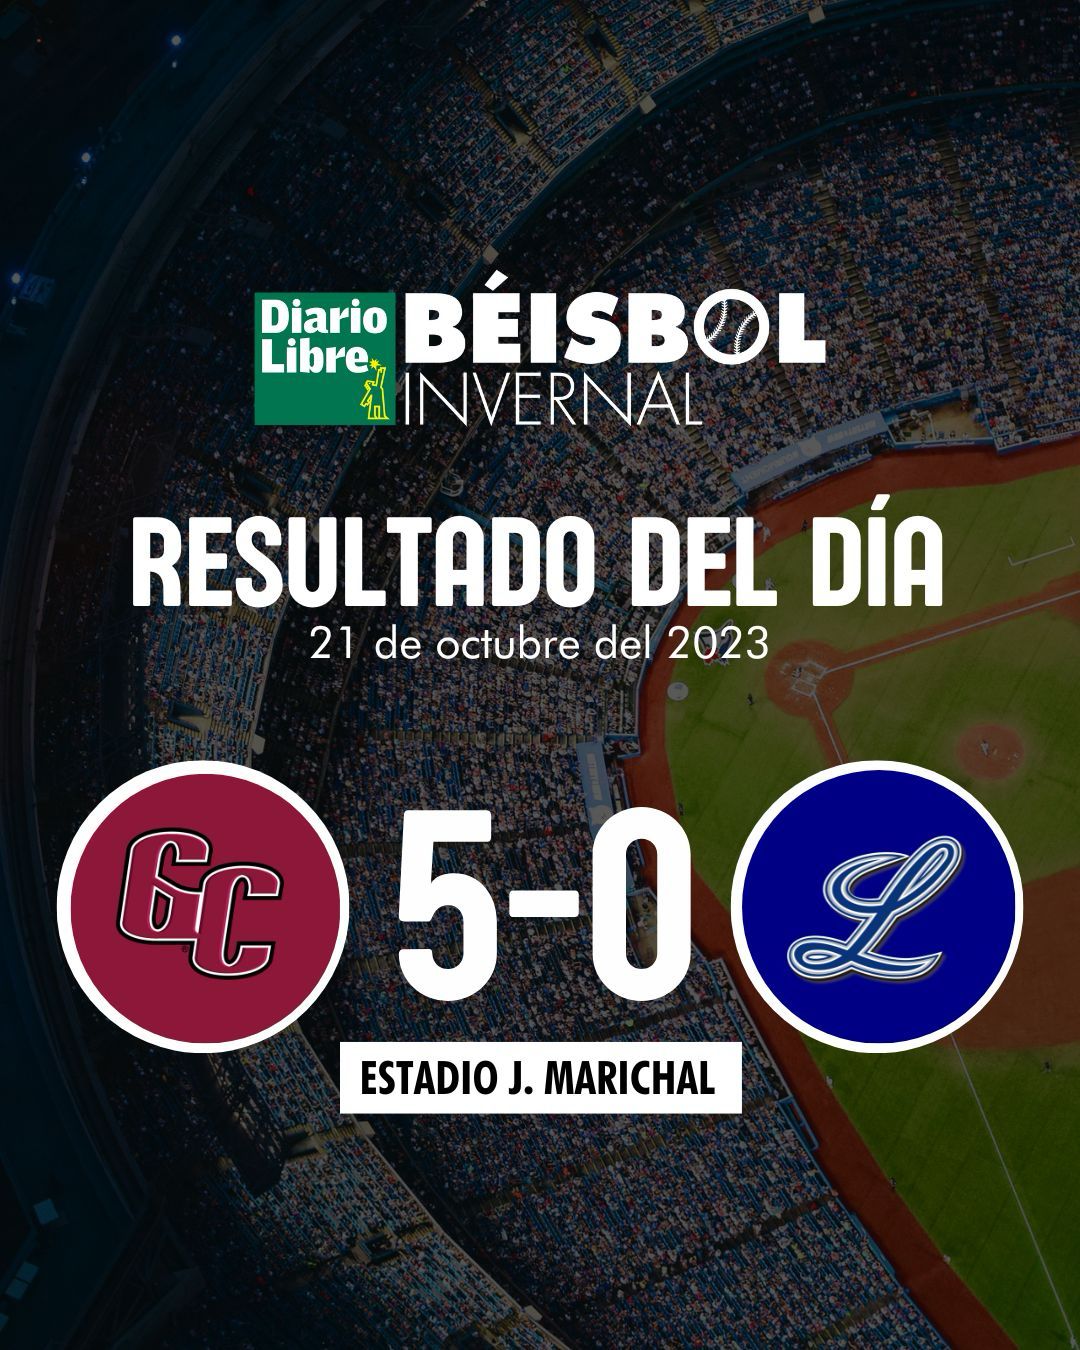 Diario
Libre
BÉISBOL
INVERNAL
RESULTADO DEL DÍA
21 de octubre del 2023
GC
5-0
L
ESTADIO J. MARICHAL